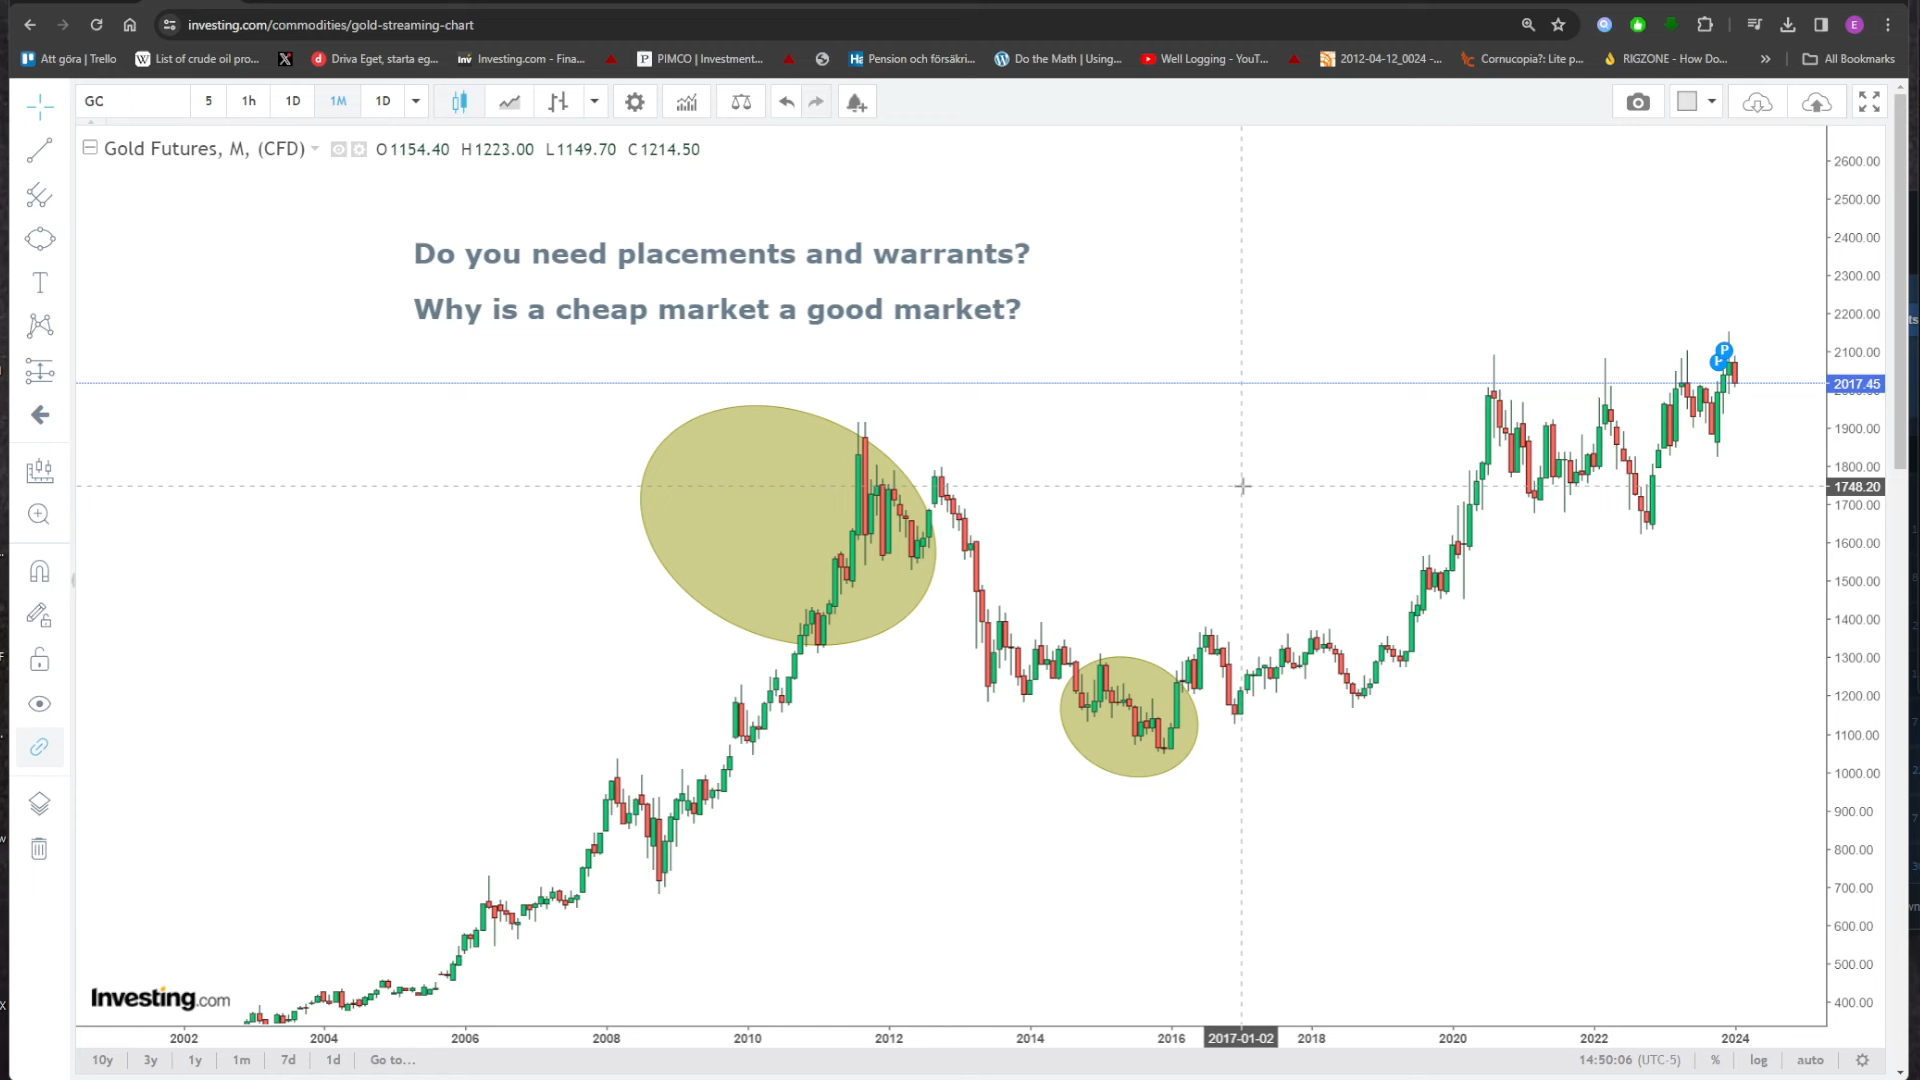 investing.com/commodities/gold-streaming-chart
Att göra | Trello
List of crude oil pro...
Driva Eget, starta eg...
Investing.com - Fina...
PIMCO | Investment...
Pension och försäkri...
Do the Math | Using...
Well Logging - YouT...
2012-04-12_0024 -...
Cornucopia?: Lite p...
RIGZONE - How Do...
All Bookmarks
GC 5 1h 1D 1M 1D
Gold Futures, M, (CFD) O1154.40 H1223.00 L1149.70 C1214.50
Do you need placements and warrants?
Why is a cheap market a good market?
2600.00
2500.00
2400.00
2300.00
2200.00
2100.00
2017.45
1900.00
1800.00
1748.20
1700.00
1600.00
1500.00
1400.00
1300.00
1200.00
1100.00
1000.00
900.00
800.00
700.00
600.00
500.00
400.00
P
Investing.com
2002 2004 2006 2008 2010 2012 2014 2016 2017-01-02 2018 2020 2022 2024
10y 3y 1y 1m 7d 1d Go to... 14:50:06 (UTC-5) % log auto